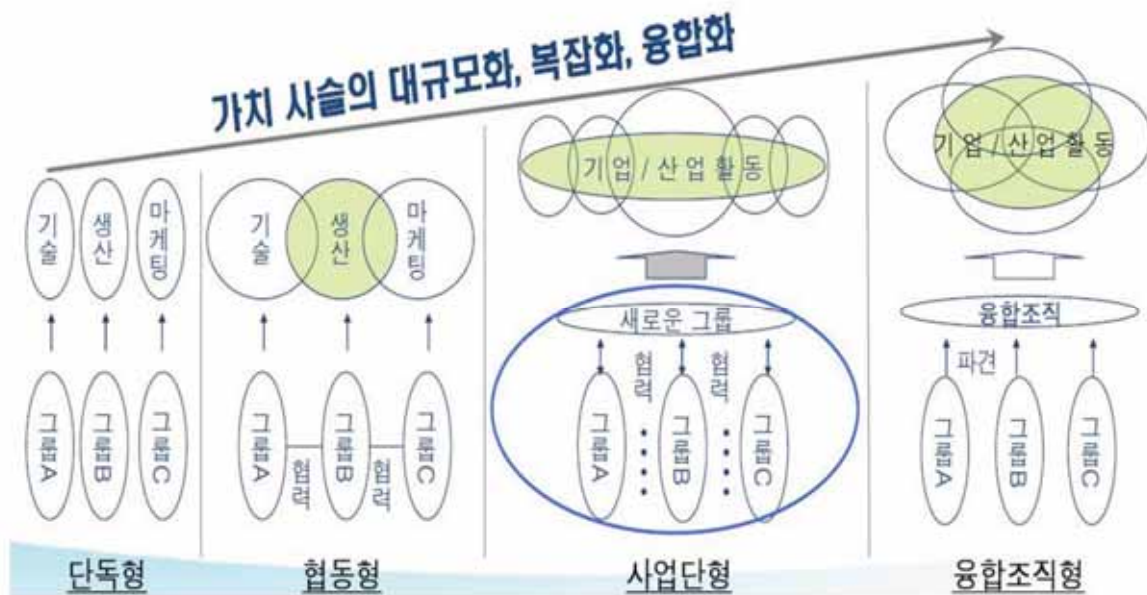 가치 사슬의 대규모화, 복잡화, 융합화
기술
생산
마케팅
그룹A
그룹B
그룹C
단독형
기술
생산
마케팅
그룹A
협력
그룹B
협력
그룹C
협동형
기업/산업활동
새로운 그룹
협력
협력
그룹A
그룹B
그룹C
사업단형
기업/산업활동
융합조직
파견
그룹A
그룹B
그룹C
융합조직형